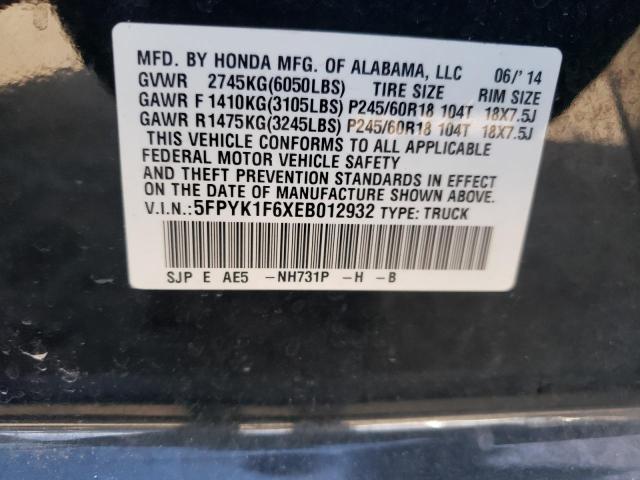 MFD. BY HONDA MFG. OF ALABAMA, LLC 06/' 14
GVWR 2745KG(6050LBS) TIRE SIZE RIM SIZE
GAWR F 1410KG(3105LBS) P245/60R18 104T 18X7.5J
GAWR R1475KG(3245LBS) P245/60R18 104T 18X7.5J
THIS VEHICLE CONFORMS TO ALL APPLICABLE
FEDERAL MOTOR VEHICLE SAFETY
AND THEFT PREVENTION STANDARDS IN EFFECT
ON THE DATE OF MANUFACTURE SHOWN ABOVE.
V.I.N.:5FPYK1F6XEB012932 TYPE: TRUCK
SJP E AE5 -NH731P -H -B